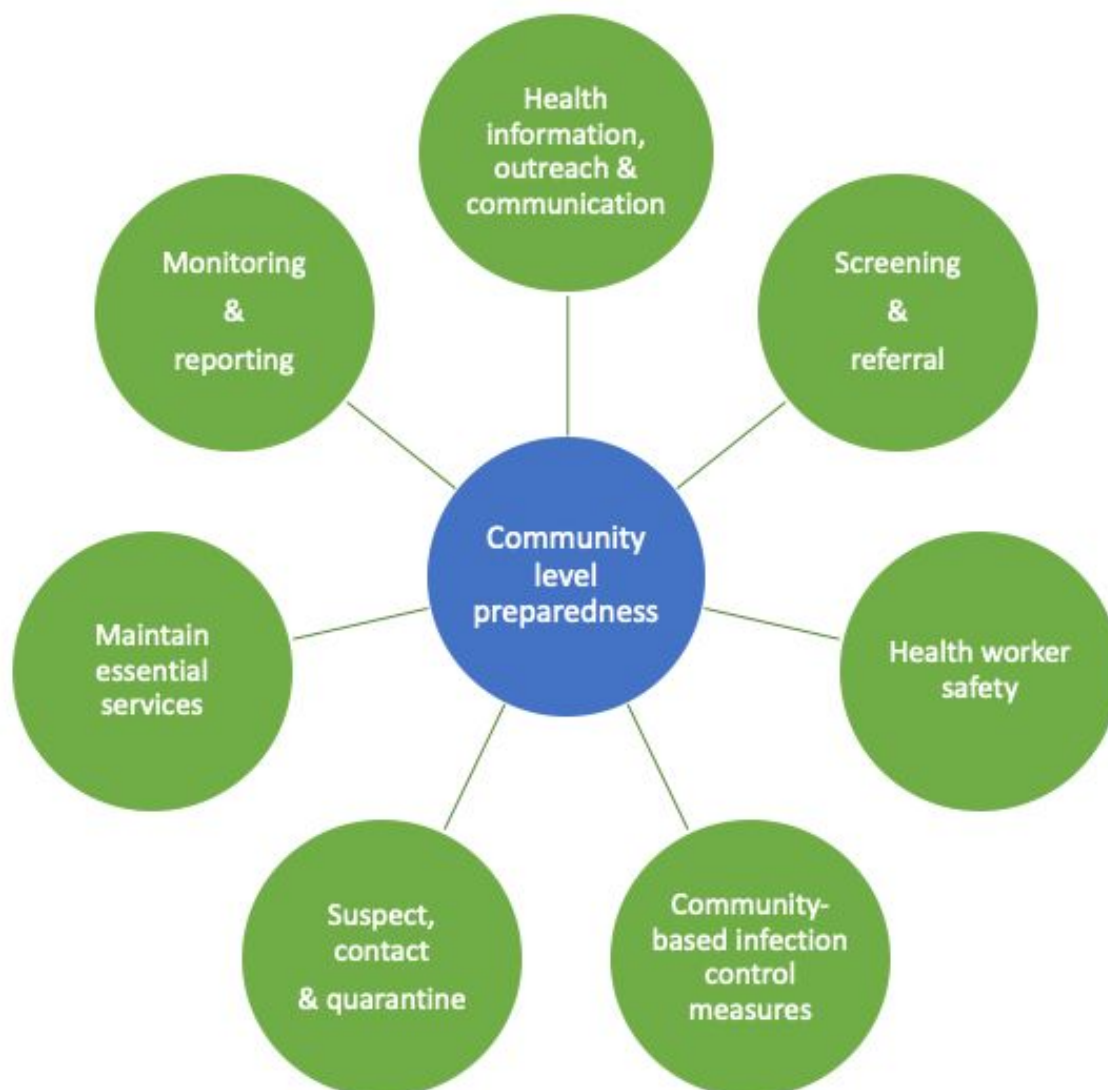 Health
information,
outreach &
communication
Monitoring
&
reporting
Screening
&
referral
Community
level
preparedness
Maintain
essential
services
Health worker
safety
Suspect,
contact
& quarantine
Community-
based infection
control
measures